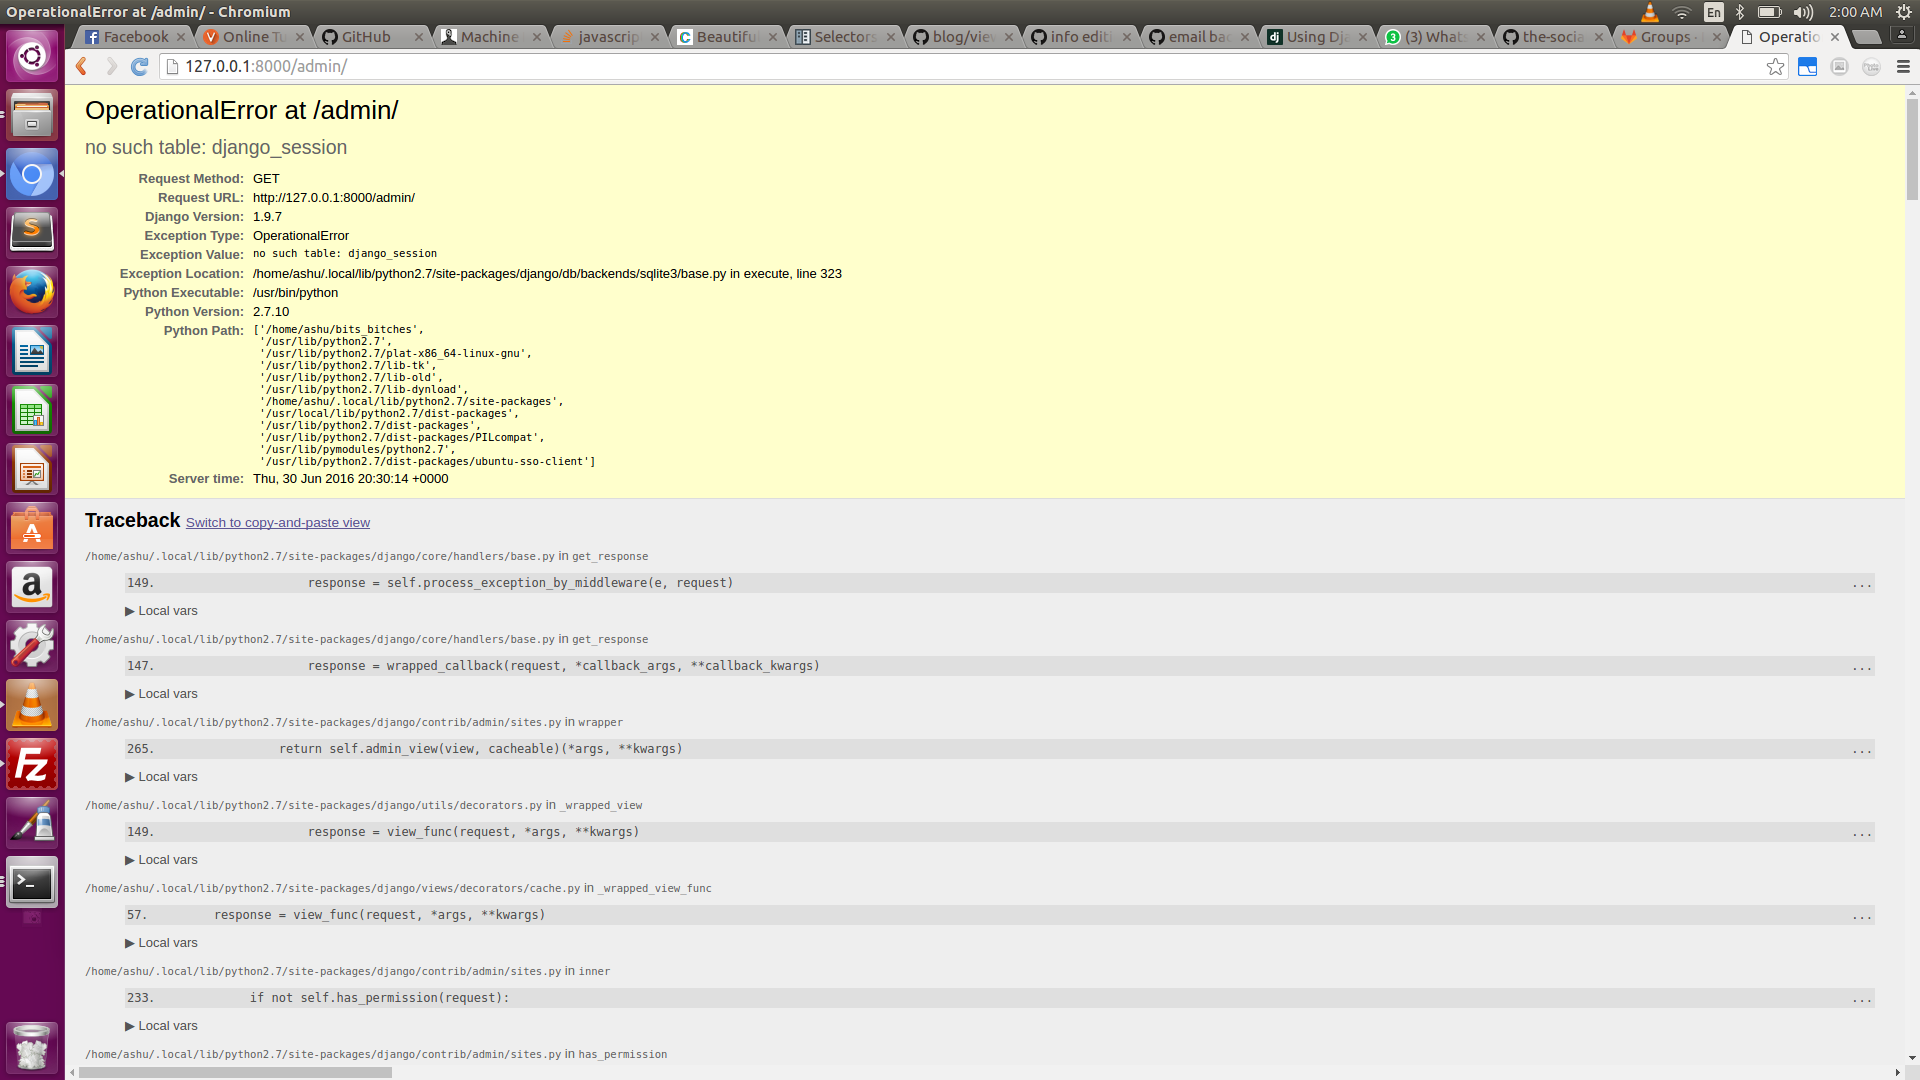 OperationalError at /admin/ - Chromium
En
2:00 AM
Facebook
Online Tu
GitHub
Machine
javascrip
Beautiful
Selectors
blog/view
info editi
email bac
Using Dja
(3) Whats
the-socia
Groups
Operatio
127.0.0.1:8000/admin/
OperationalError at /admin/
no such table: django_session
Request Method: GET
Request URL: http://127.0.0.1:8000/admin/
Django Version: 1.9.7
Exception Type: OperationalError
Exception Value: no such table: django_session
Exception Location: /home/ashu/.local/lib/python2.7/site-packages/django/db/backends/sqlite3/base.py in execute, line 323
Python Executable: /usr/bin/python
Python Version: 2.7.10
Python Path: ['/home/ashu/bits_bitches',
'/usr/lib/python2.7',
'/usr/lib/python2.7/plat-x86_64-linux-gnu',
'/usr/lib/python2.7/lib-tk',
'/usr/lib/python2.7/lib-old',
'/usr/lib/python2.7/lib-dynload',
'/home/ashu/.local/lib/python2.7/site-packages',
'/usr/local/lib/python2.7/dist-packages',
'/usr/lib/python2.7/dist-packages',
'/usr/lib/python2.7/dist-packages/PILcompat',
'/usr/lib/pymodules/python2.7',
'/usr/lib/python2.7/dist-packages/ubuntu-sso-client']
Server time: Thu, 30 Jun 2016 20:30:14 +0000
Traceback Switch to copy-and-paste view
/home/ashu/.local/lib/python2.7/site-packages/django/core/handlers/base.py in get_response
149. response = self.process_exception_by_middleware(e, request) ...
▶ Local vars
/home/ashu/.local/lib/python2.7/site-packages/django/core/handlers/base.py in get_response
147. response = wrapped_callback(request, *callback_args, **callback_kwargs) ...
▶ Local vars
/home/ashu/.local/lib/python2.7/site-packages/django/contrib/admin/sites.py in wrapper
265. return self.admin_view(view, cacheable)(*args, **kwargs) ...
▶ Local vars
/home/ashu/.local/lib/python2.7/site-packages/django/utils/decorators.py in _wrapped_view
149. response = view_func(request, *args, **kwargs) ...
▶ Local vars
/home/ashu/.local/lib/python2.7/site-packages/django/views/decorators/cache.py in _wrapped_view_func
57. response = view_func(request, *args, **kwargs) ...
▶ Local vars
/home/ashu/.local/lib/python2.7/site-packages/django/contrib/admin/sites.py in inner
233. if not self.has_permission(request): ...
▶ Local vars
/home/ashu/.local/lib/python2.7/site-packages/django/contrib/admin/sites.py in has_permission